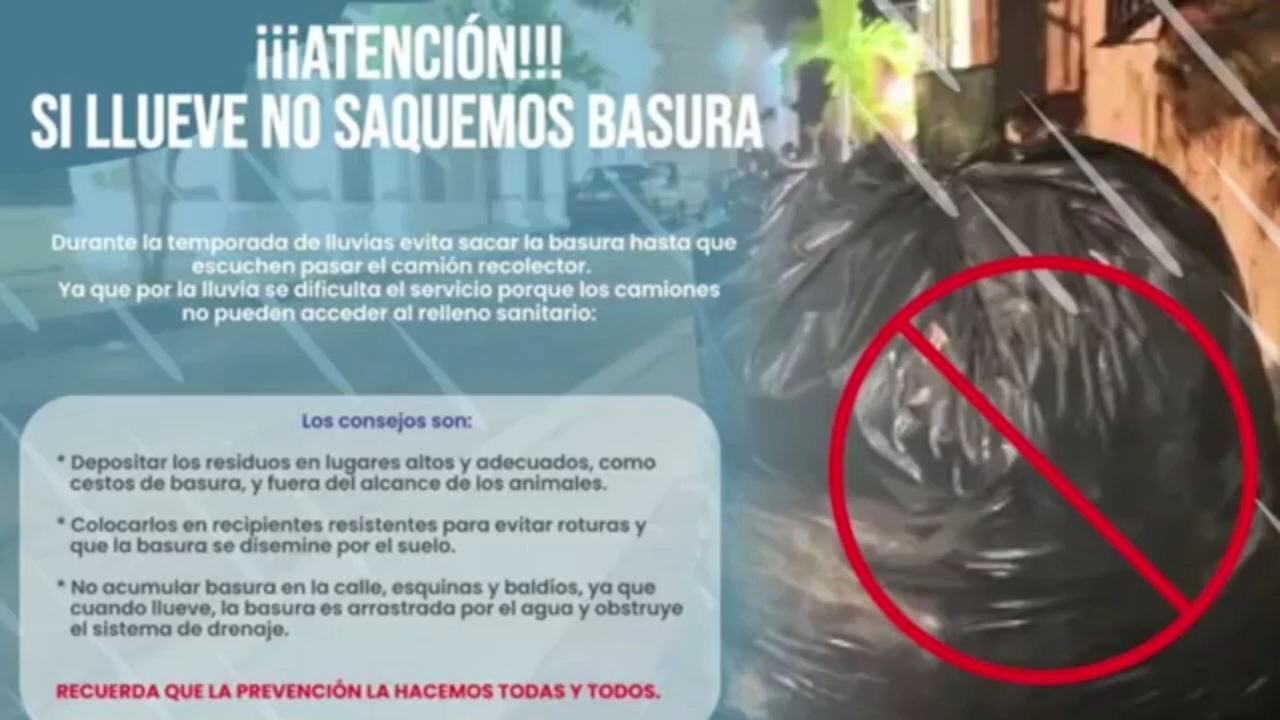 ¡¡¡ATENCIÓN!!!
SI LLUEVE NO SAQUEMOS BASURA
Durante la temporada de lluvias evita sacar la basura hasta que
escuchen pasar el camión recolector.
Ya que por la lluvia se dificulta el servicio porque los camiones
no pueden acceder al relleno sanitario:
Los consejos son:
* Depositar los residuos en lugares altos y adecuados, como
cestos de basura, y fuera del alcance de los animales.
* Colocarlos en recipientes resistentes para evitar roturas y
que la basura se disemine por el suelo.
* No acumular basura en la calle, esquinas y baldíos, ya que
cuando llueve, la basura es arrastrada por el agua y obstruye
el sistema de drenaje.
RECUERDA QUE LA PREVENCIÓN LA HACEMOS TODAS Y TODOS.